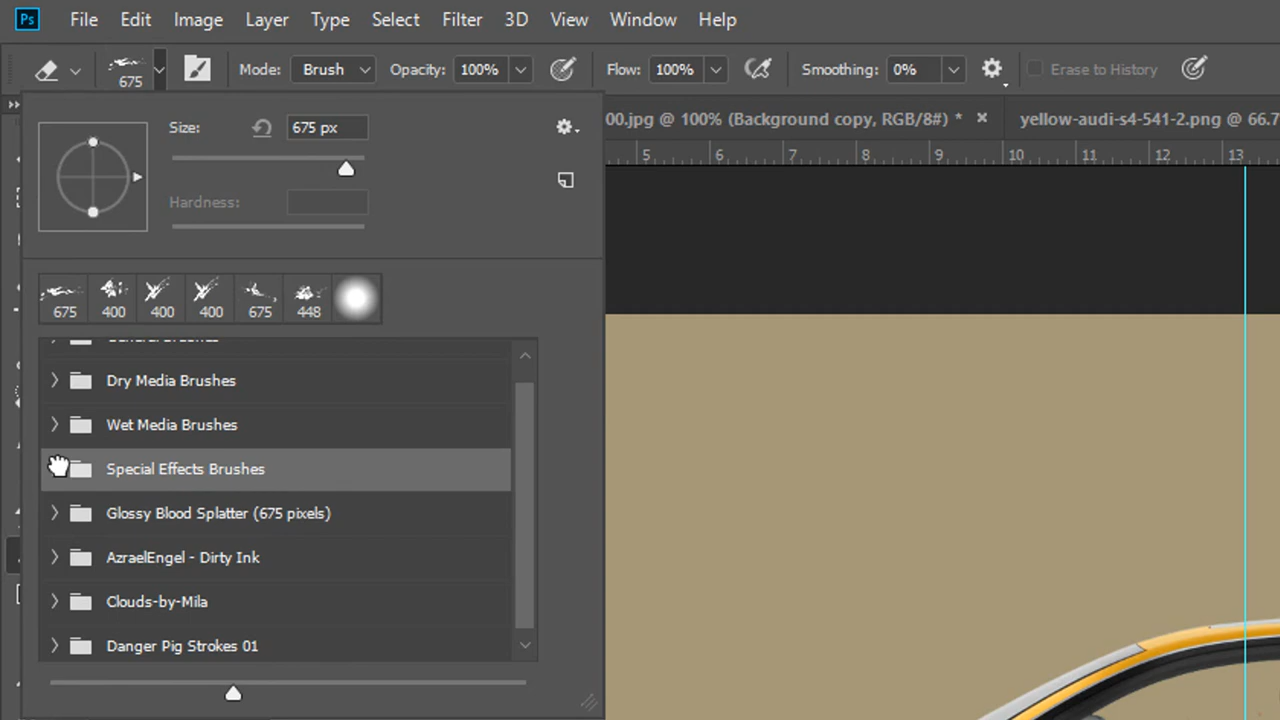 Ps File Edit Image Layer Type Select Filter 3D View Window Help
675 Mode: Brush Opacity: 100% Flow: 100% Smoothing: 0% Erase to History
00.jpg @ 100% (Background copy, RGB/8#) * yellow-audi-s4-541-2.png @ 66.7
Size: 675 px
5 6 7 8 9 10 11 12 13
Hardness:
675 400 400 400 675 448
General Brushes
Dry Media Brushes
Wet Media Brushes
Special Effects Brushes
Glossy Blood Splatter (675 pixels)
AzraelEngel - Dirty Ink
Clouds-by-Mila
Danger Pig Strokes 01